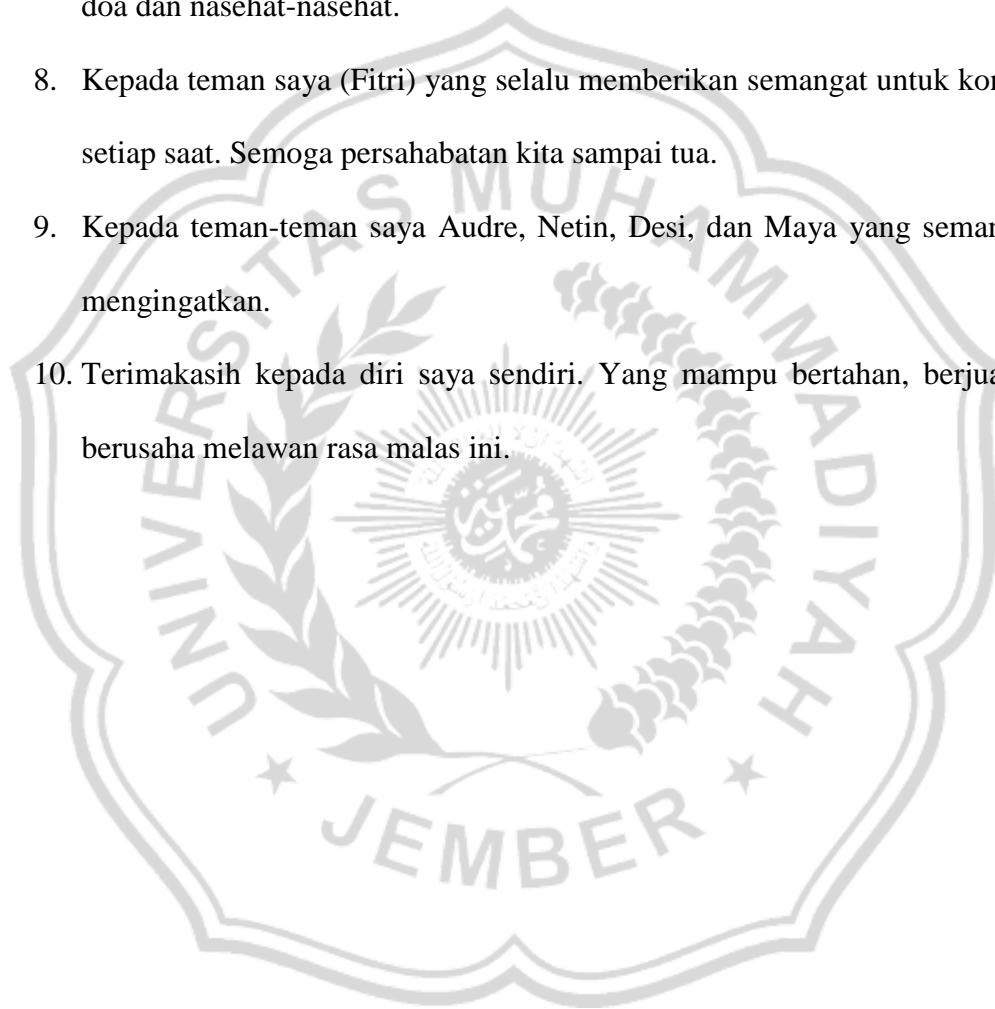 doa dan nasehat-nasehat.
8. Kepada teman saya (Fitri) yang selalu memberikan semangat untuk
setiap saat. Semoga persahabatan kita sampai tua.
9. Kepada teman-teman saya Audre, Netin, Desi, dan Maya yang
mengingatkan.
10. Terimakasih kepada diri saya sendiri. Yang mampu bertahan,
berusaha melawan rasa malas ini.
UNIVERSITAS MUHAMMADIYAH
JEMBER